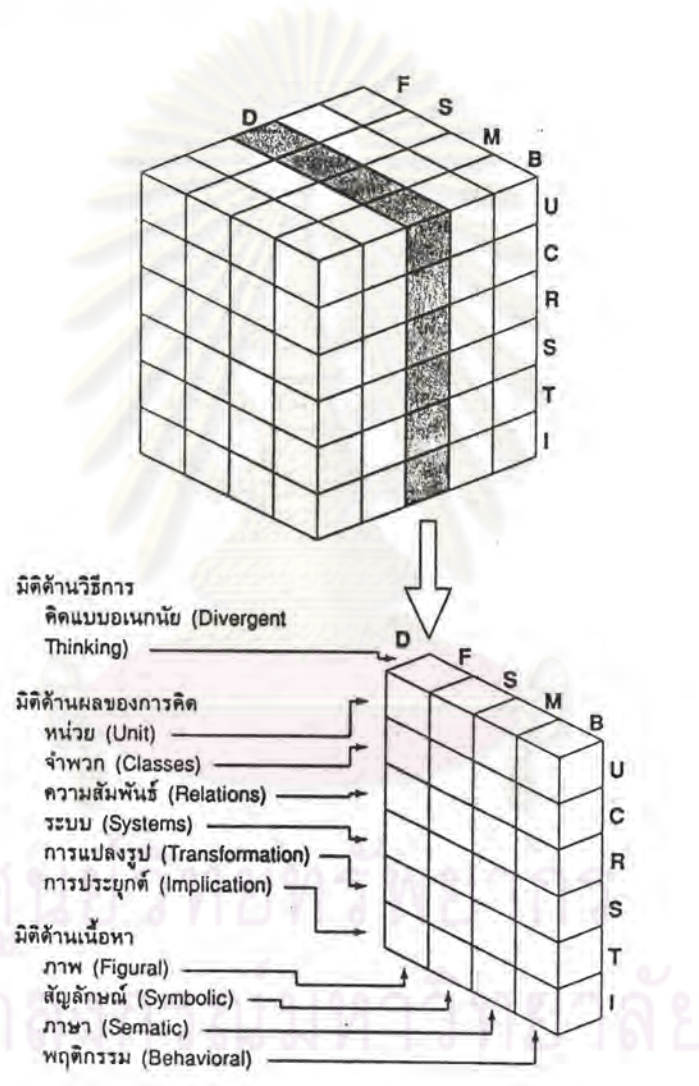 F
D
S
M
B
U
C
R
S
T
I
มิติด้านวิธีการ
คิดแบบอเนกนัย (Divergent
Thinking)
D
F
S
M
B
มิติด้านผลของการคิด
หน่วย (Unit)
จำพวก (Classes)
ความสัมพันธ์ (Relations)
ระบบ (Systems)
การแปลงรูป (Transformation)
การประยุกต์ (Implication)
U
C
R
S
T
I
มิติด้านเนื้อหา
ภาพ (Figural)
สัญลักษณ์ (Symbolic)
ภาษา (Sematic)
พฤติกรรม (Behavioral)